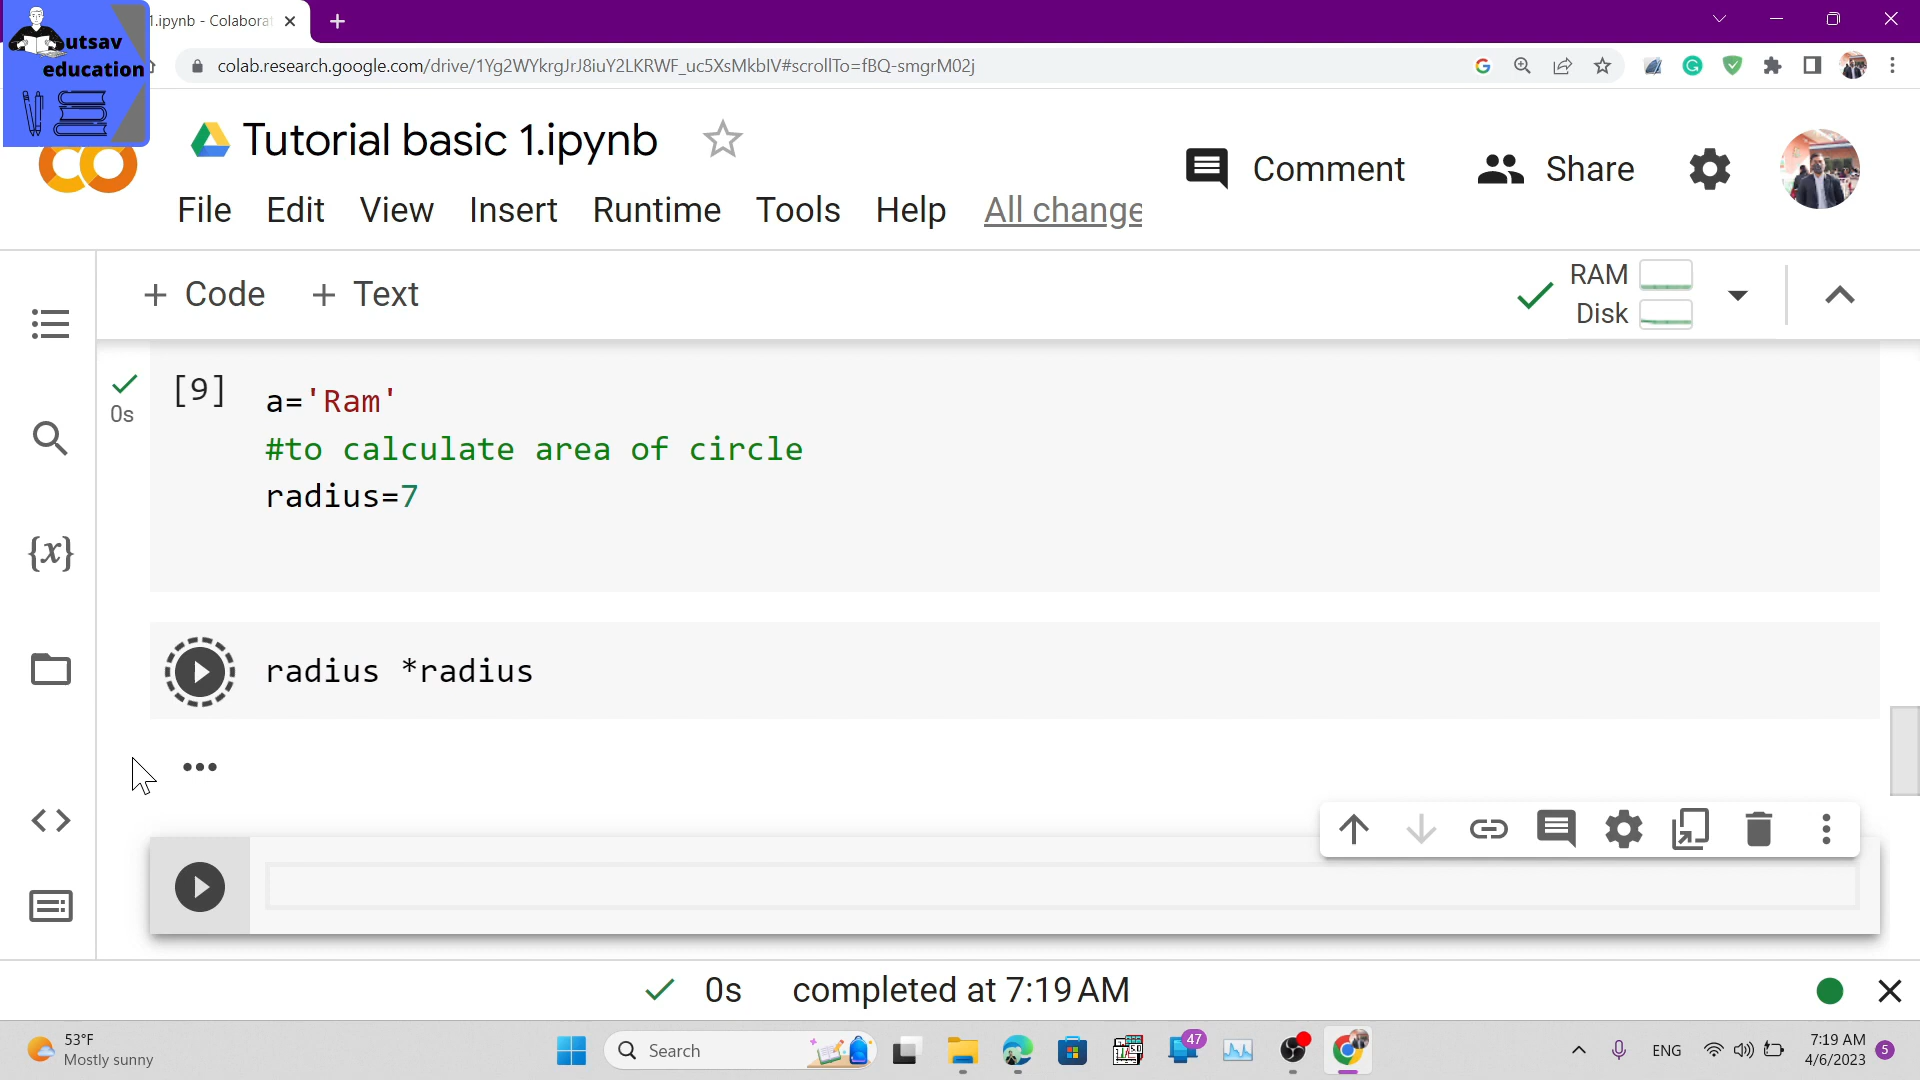 1.ipynb - Colaborat
utsav
education
colab.research.google.com/drive/1Yg2WYkrgJrJ8iuY2LKRWF_uc5XsMkbIV#scrollTo=fBQ-smgrM02j
Tutorial basic 1.ipynb
Comment
Share
File Edit View Insert Runtime Tools Help All change
+ Code + Text
RAM
Disk
[9] a='Ram'
0s
#to calculate area of circle
radius=7
{x}
radius *radius
0s completed at 7:19 AM
53°F
Mostly sunny
Search
47
ENG
7:19 AM
4/6/2023
5